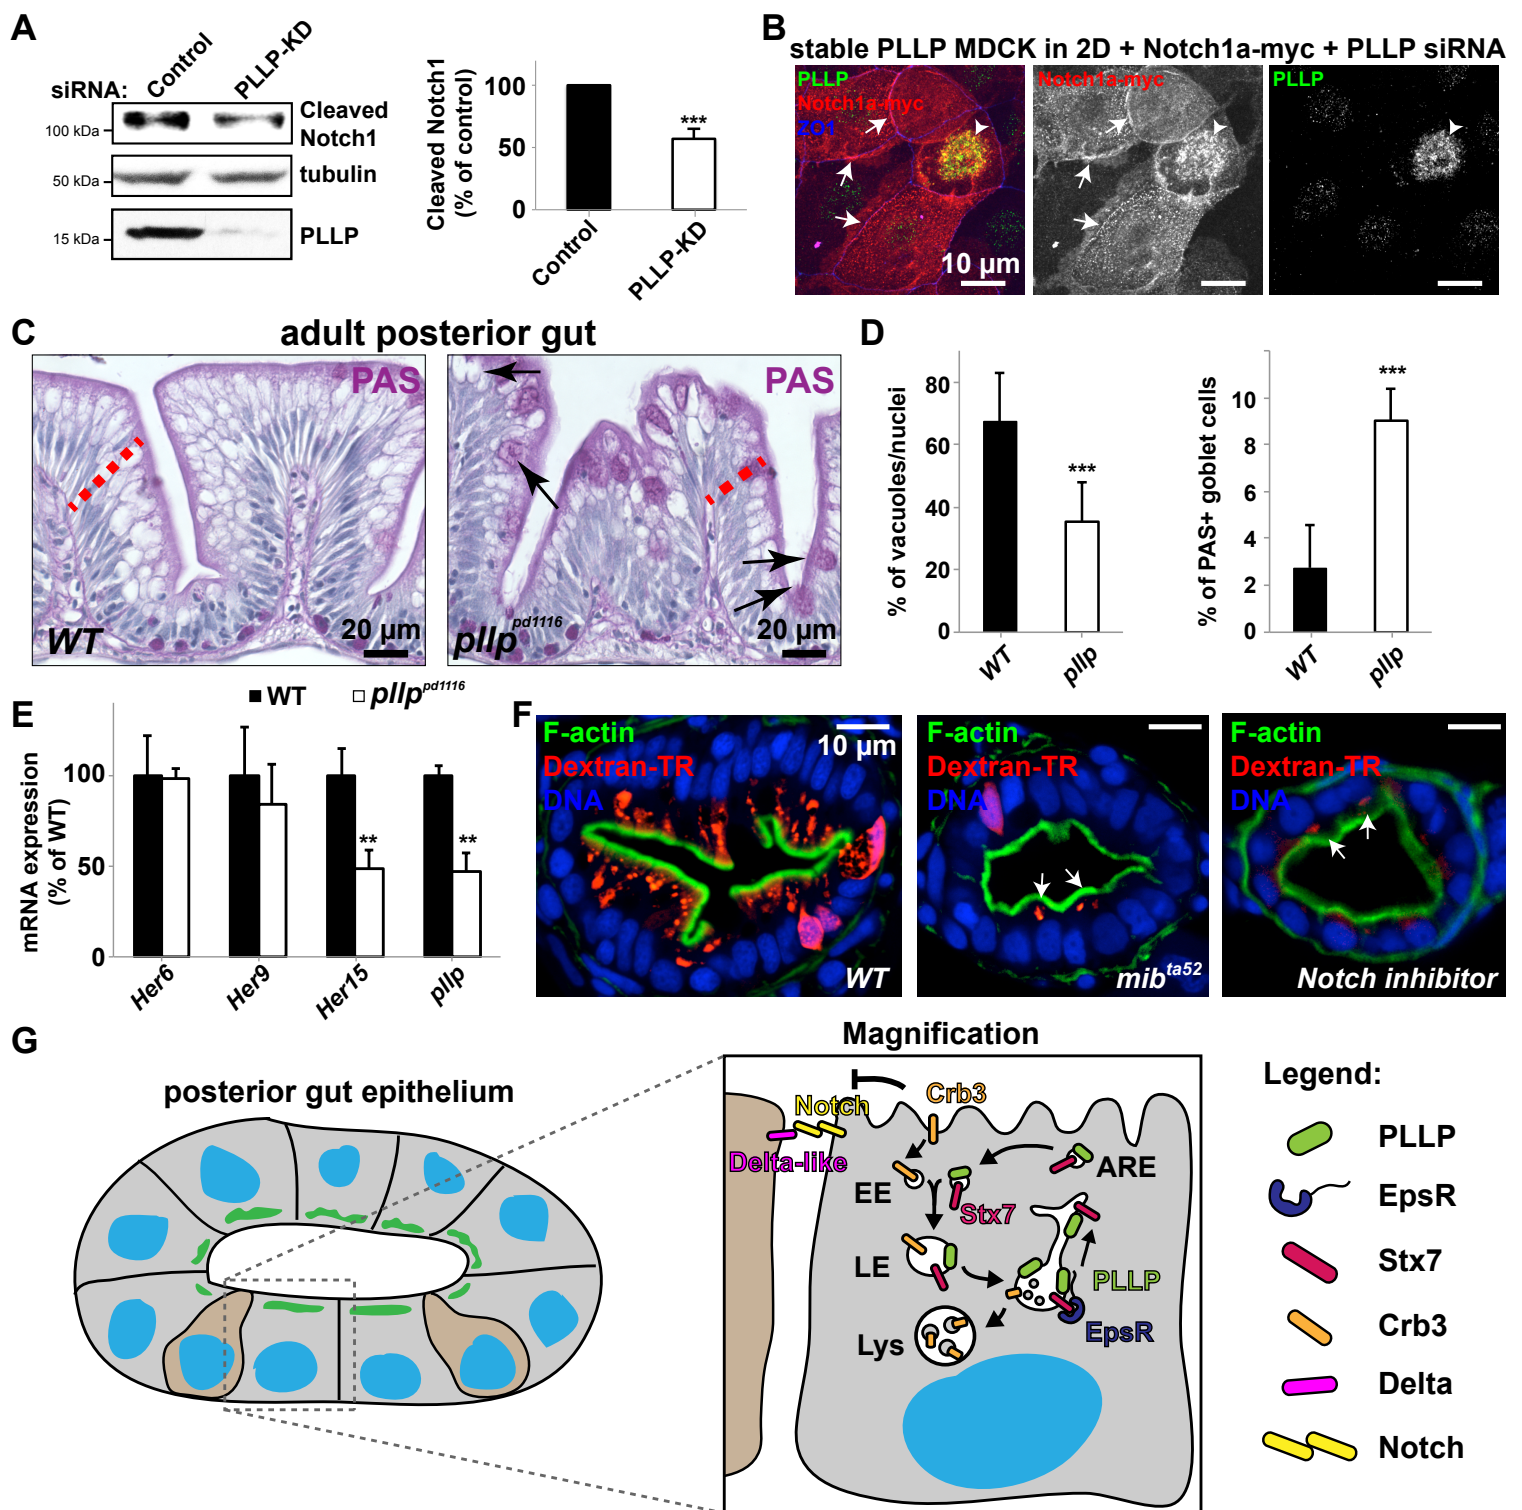 A
siRNA:
Control
PLLP-KD
100 kDa
Cleaved
Notch1
50 kDa
tubulin
15 kDa
PLLP
Cleaved Notch1
(% of control)
100
50
0
***
Control
PLLP-KD
B
stable PLLP MDCK in 2D + Notch1a-myc + PLLP siRNA
PLLP
Notch1a-myc
ZO1
10 µm
Notch1a-myc
PLLP
C
adult posterior gut
PAS
WT
20 µm
PAS
pllp pd1116
20 µm
D
% of vacuoles/nuclei
80
60
40
20
0
***
WT
pllp
% of PAS+ goblet cells
10
8
6
4
2
0
***
WT
pllp
E
WT
pllp pd1116
mRNA expression
(% of WT)
100
50
0
**
**
Her6
Her9
Her15
pllp
F
F-actin
Dextran-TR
DNA
10 µm
WT
F-actin
Dextran-TR
DNA
mib ta52
F-actin
Dextran-TR
DNA
Notch inhibitor
G
posterior gut epithelium
Magnification
Notch
Crb3
Delta-like
ARE
EE
Stx7
LE
PLLP
Lys
EpsR
Legend:
PLLP
EpsR
Stx7
Crb3
Delta
Notch